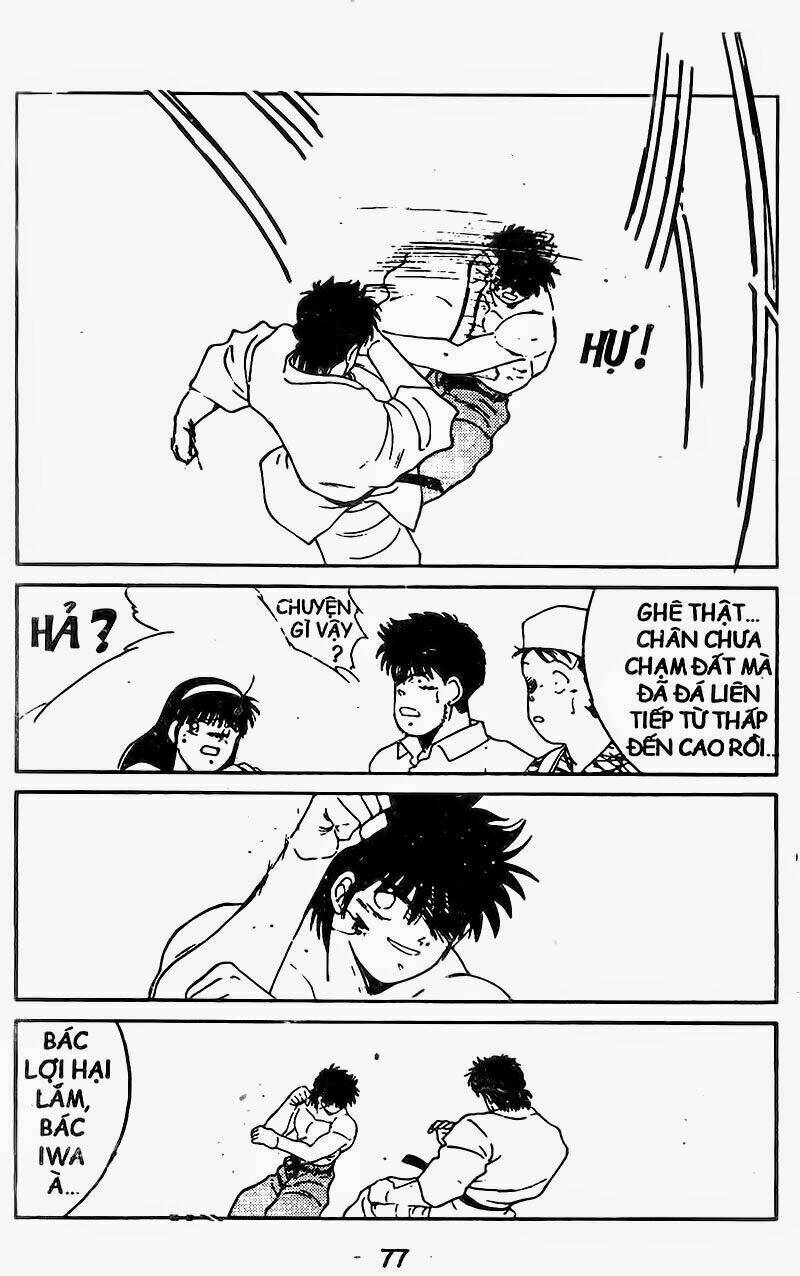 HỰ!
HẢ?
CHUYỆN
GÌ VẬY
?
GHÊ THẬT...
CHÂN CHƯA
CHẠM ĐẤT MÀ
ĐÃ ĐÁ LIÊN
TIẾP TỪ THẤP
ĐẾN CAO RỒI...
BÁC
LỢI HẠI
LẮM,
BÁC
IWA
À...
77